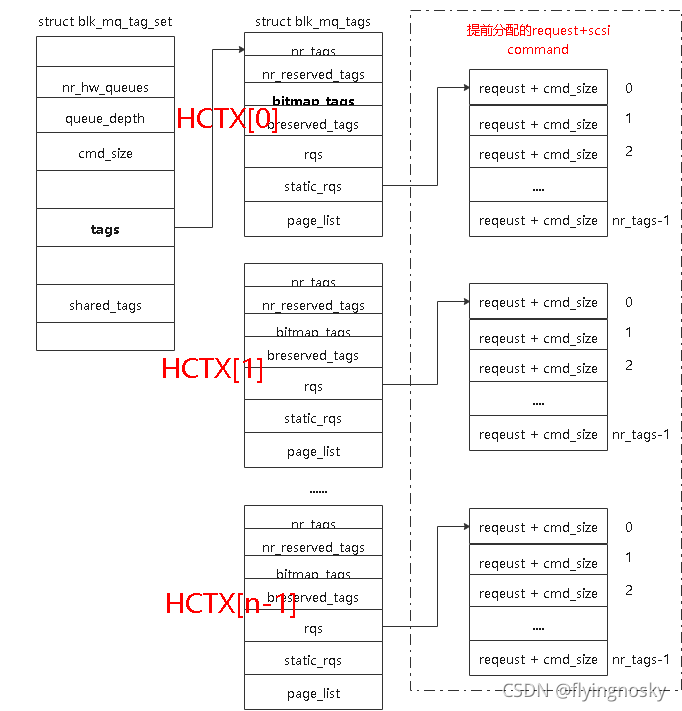 struct blk_mq_tag_set
nr_hw_queues
queue_depth
cmd_size
tags
shared_tags
struct blk_mq_tags
nr_tags
nr_reserved_tags
bitmap_tags
breserved_tags
rqs
static_rqs
page_list
HCTX[0]
提前分配的request+scsi
command
reqeust + cmd_size 0
reqeust + cmd_size 1
reqeust + cmd_size 2
....
reqeust + cmd_size nr_tags-1
nr_tags
nr_reserved_tags
bitmap_tags
breserved_tags
rqs
static_rqs
page_list
HCTX[1]
reqeust + cmd_size 0
reqeust + cmd_size 1
reqeust + cmd_size 2
....
reqeust + cmd_size nr_tags-1
......
nr_tags
nr_reserved_tags
bitmap_tags
breserved_tags
rqs
static_rqs
page_list
HCTX[n-1]
reqeust + cmd_size 0
reqeust + cmd_size 1
reqeust + cmd_size 2
....
reqeust + cmd_size nr_tags-1
CSDN @flyingnosky